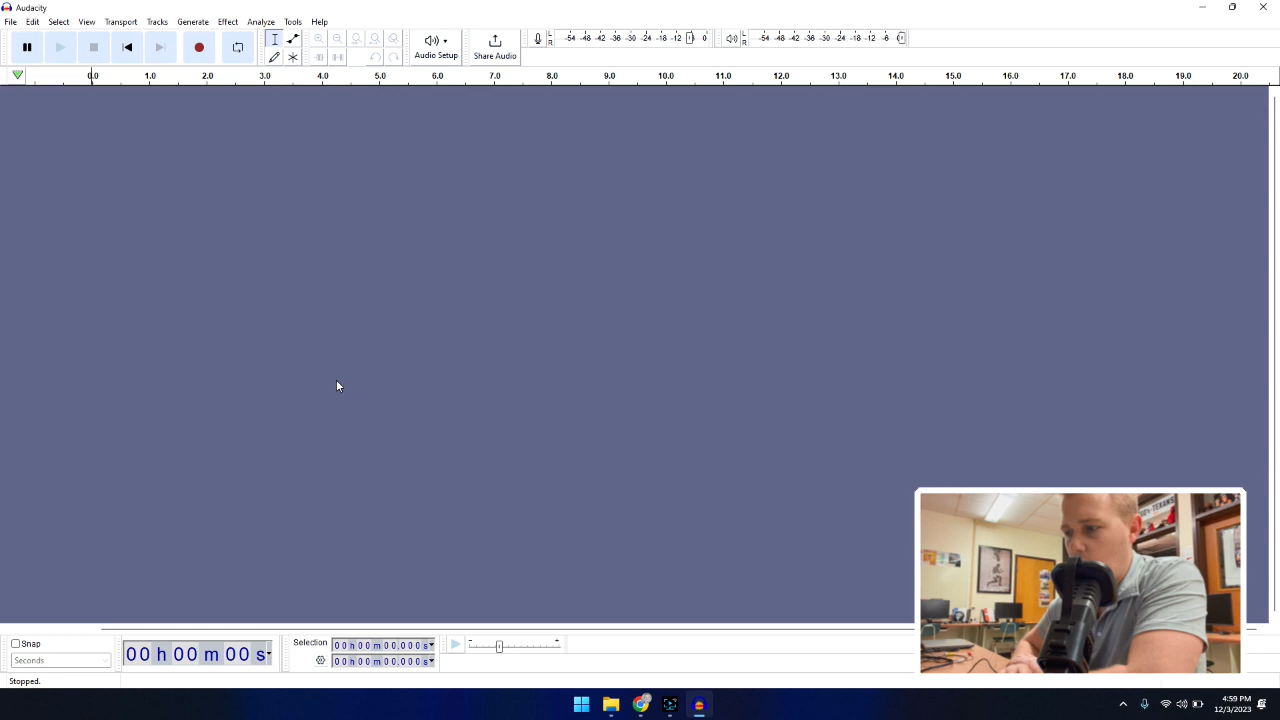 Audacity
File Edit Select View Transport Tracks Generate Effect Analyze Tools Help
L R -54 -48 -42 -36 -30 -24 -18 -12 0
L R -54 -48 -42 -36 -30 -24 -18 -12 -6 0
Audio Setup Share Audio
0.0 1.0 2.0 3.0 4.0 5.0 6.0 7.0 8.0 9.0 10.0 11.0 12.0 13.0 14.0 15.0 16.0 17.0 18.0 19.0 20.0
Snap
Seconds
00 h 00 m 00 s
Selection
00 h 00 m 00.000 s
00 h 00 m 00.000 s
Stopped.
4:59 PM
12/3/2023